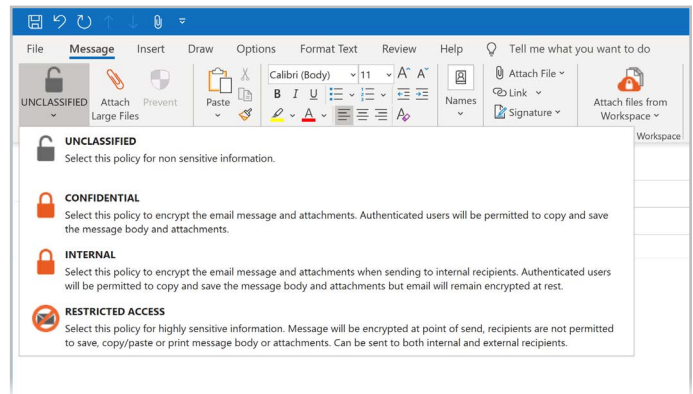 File Message Insert Draw Options Format Text Review Help Tell me what you want to do
UNCLASSIFIED
Attach
Large Files
Prevent
Paste
Calibri (Body) 11 A A
B I U
A A
Names
Attach File
Link
Signature
Attach files from
Workspace
Workspace
UNCLASSIFIED
Select this policy for non sensitive information.
CONFIDENTIAL
Select this policy to encrypt the email message and attachments. Authenticated users will be permitted to copy and save
the message body and attachments.
INTERNAL
Select this policy to encrypt the email message and attachments when sending to internal recipients. Authenticated users
will be permitted to copy and save the message body and attachments but email will remain encrypted at rest.
RESTRICTED ACCESS
Select this policy for highly sensitive information. Message will be encrypted at point of send, recipients are not permitted
to save, copy/paste or print message body or attachments. Can be sent to both internal and external recipients.